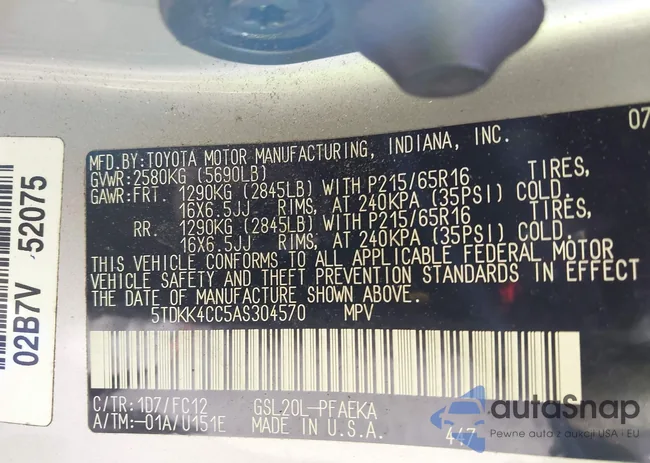 07
MFD.BY:TOYOTA MOTOR MANUFACTURING, INDIANA, INC.
GVWR:2580KG (5690LB)
GAWR:FRT. 1290KG (2845LB) WITH P215/65R16 TIRES,
16X6.5JJ RIMS, AT 240KPA (35PSI) COLD.
RR. 1290KG (2845LB) WITH P215/65R16 TIRES,
16X6.5JJ RIMS, AT 240KPA (35PSI) COLD.
THIS VEHICLE CONFORMS TO ALL APPLICABLE FEDERAL MOTOR
VEHICLE SAFETY AND THEFT PREVENTION STANDARDS IN EFFECT
THE DATE OF MANUFACTURE SHOWN ABOVE.
5TDKK4CC5AS304570 MPV
C/TR:1D7/FC12 GSL20L-PFAEKA
A/TM:-01A/U151E MADE IN U.S.A.
02B7V 52075
autoSnap
Pewne auta z aukcji USA i EU